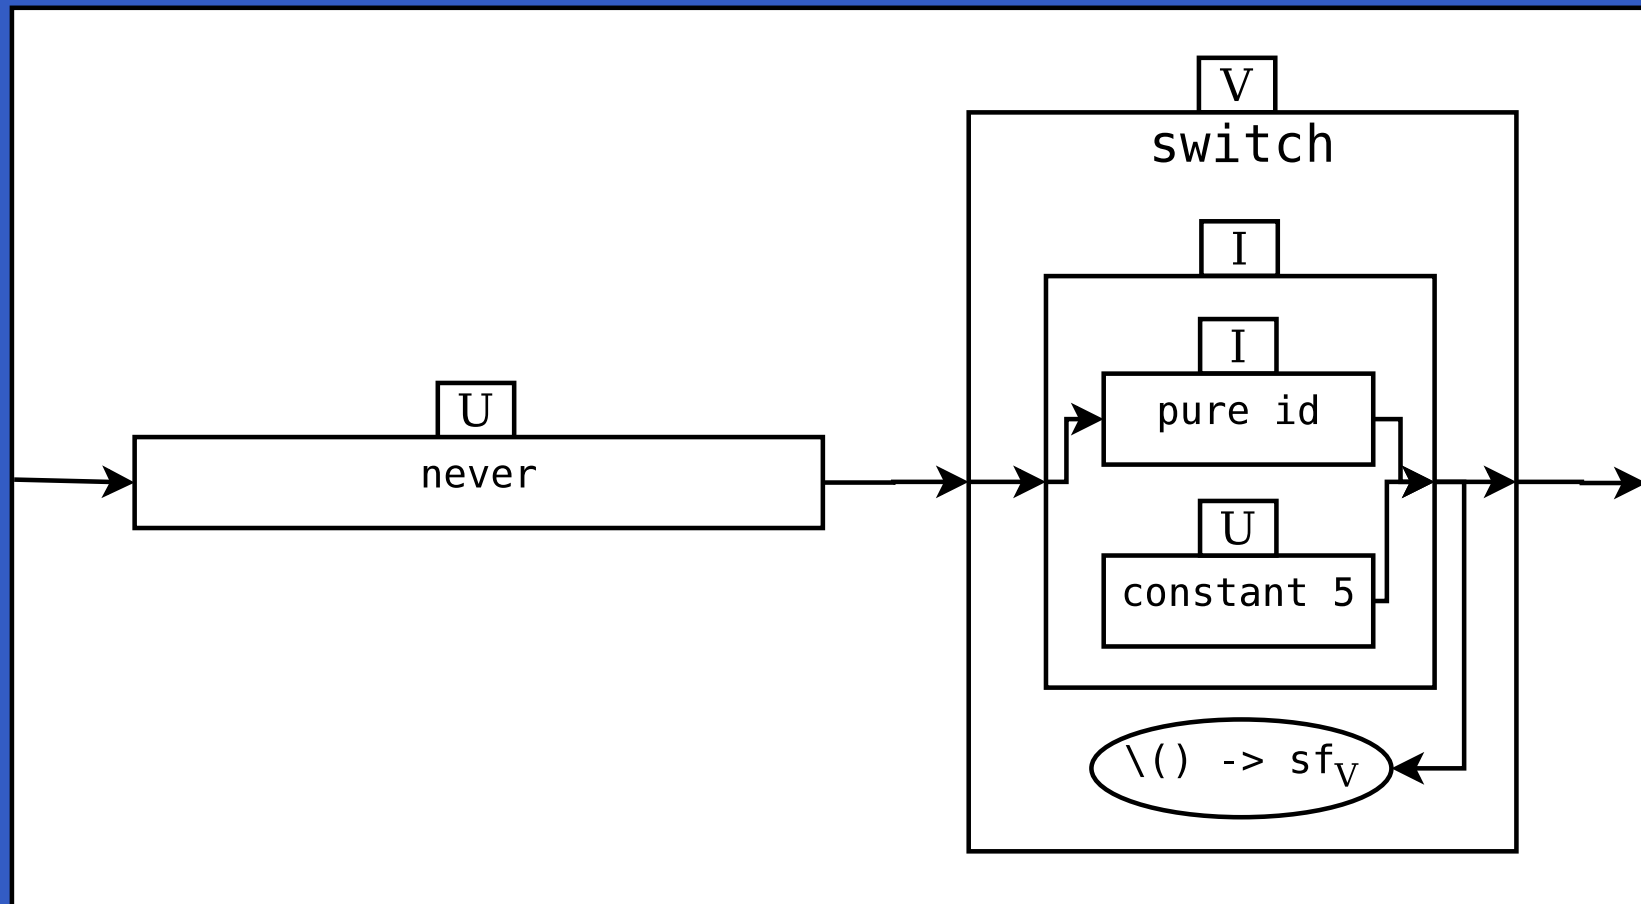 V
switch
I
I
pure id
U
never
U
constant 5
\() -> sfV